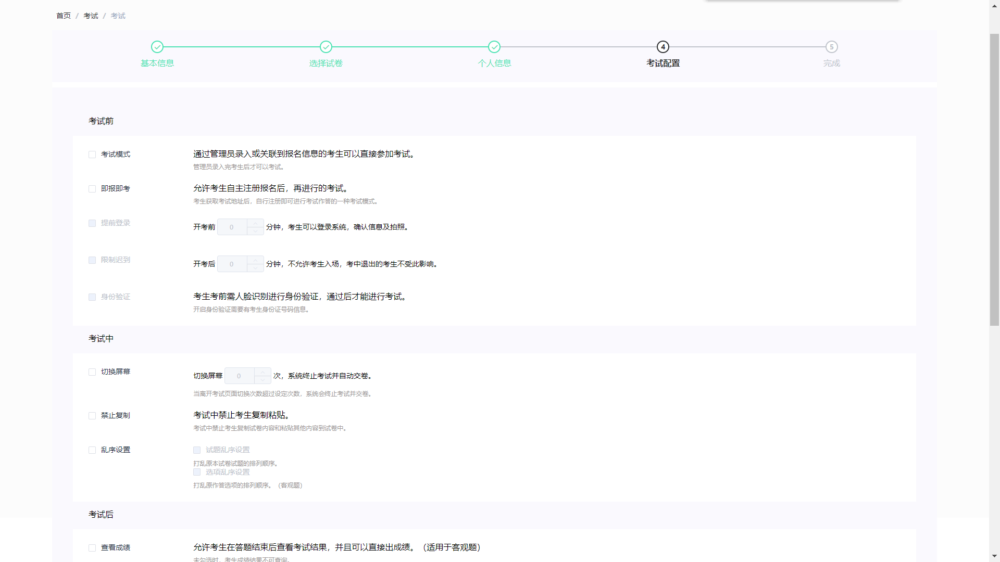 首页 / 考试 / 考试
4
5
基本信息
选择试卷
个人信息
考试配置
完成
考试前
考试模式
通过管理员录入或关联到报名信息的考生可以直接参加考试。
管理员录入完考生后才可以考试。
即报即考
允许考生自主注册报名后，再进行的考试。
考生获取考试地址后，自行注册即可进行考试作答的一种考试模式。
提前登录
开考前 0 分钟，考生可以登录系统，确认信息及拍照。
限制迟到
开考后 0 分钟，不允许考生入场，考中退出的考生不受此影响。
身份验证
考生考前需人脸识别进行身份验证，通过后才能进行考试。
开启身份验证需要有考生身份证号码信息。
考试中
切换屏幕
切换屏幕 0 次，系统终止考试并自动交卷。
当离开考试页面切换次数超过设定次数，系统会终止考试并交卷。
禁止复制
考试中禁止考生复制粘贴。
考试中禁止考生复制试卷内容和粘贴其他内容到试卷中。
乱序设置
试题乱序设置
打乱原本试卷试题的排列顺序。
选项乱序设置
打乱原作答选项的排列顺序。（客观题）
考试后
查看成绩
允许考生在答题结束后查看考试结果，并且可以直接出成绩。（适用于客观题）
未勾选时，考生成绩结果不可查询。